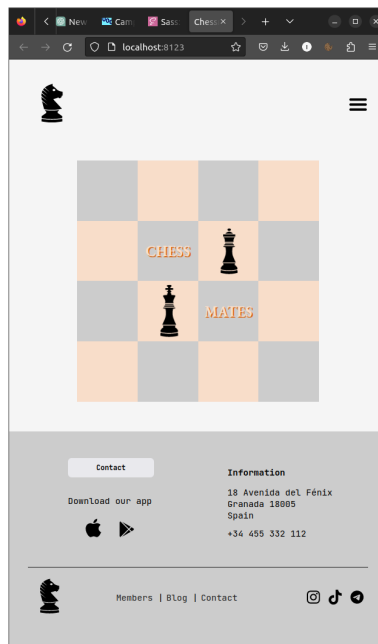 New
Cam
Sass
Chess
localhost:8123
CHESS
MATES
Contact
Download our app
Information
18 Avenida del Fénix
Granada 18005
Spain
+34 455 332 112
Members | Blog | Contact